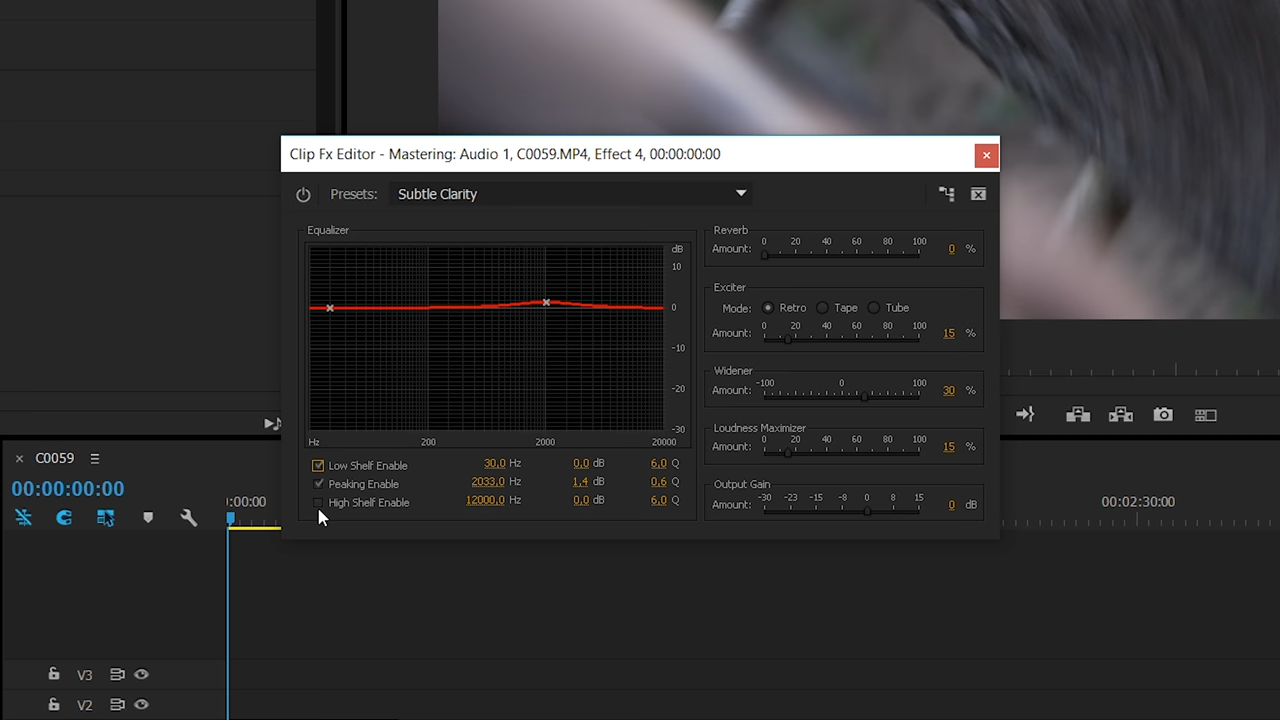 Clip Fx Editor - Mastering: Audio 1, C0059.MP4, Effect 4, 00:00:00:00
Presets: Subtle Clarity
Equalizer
dB
10
0
-10
-20
-30
Hz 200 2000 20000
Low Shelf Enable 30,0 Hz 0,0 dB 6,0 Q
Peaking Enable 2033,0 Hz 1,4 dB 0,6 Q
High Shelf Enable 12000,0 Hz 0,0 dB 6,0 Q
Reverb
0 20 40 60 80 100
Amount: 0 %
Exciter
Mode: Retro Tape Tube
0 20 40 60 80 100
Amount: 15 %
Widener
-100 0 100
Amount: 30 %
Loudness Maximizer
0 20 40 60 80 100
Amount: 15 %
Output Gain
-30 -23 -15 -8 0 8 15
Amount: 0 dB
C0059
00:00:00:00
:00:00
00:02:30:00
V3
V2